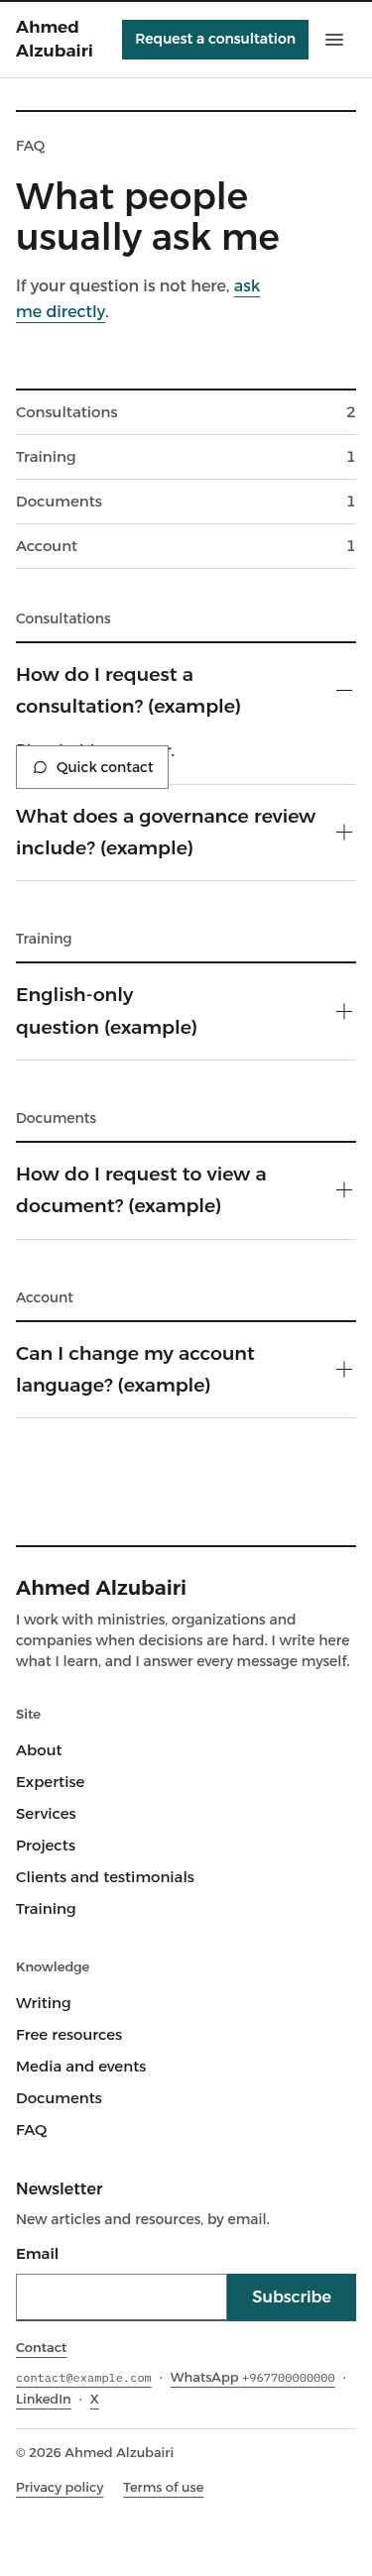 Ahmed
Alzubairi
Request a consultation
FAQ
What people
usually ask me
If your question is not here, ask
me directly.
Consultations 2
Training 1
Documents 1
Account 1
Consultations
How do I request a
consultation? (example)
Quick contact
What does a governance review
include? (example)
Training
English-only
question (example)
Documents
How do I request to view a
document? (example)
Account
Can I change my account
language? (example)
Ahmed Alzubairi
I work with ministries, organizations and
companies when decisions are hard. I write here
what I learn, and I answer every message myself.
Site
About
Expertise
Services
Projects
Clients and testimonials
Training
Knowledge
Writing
Free resources
Media and events
Documents
FAQ
Newsletter
New articles and resources, by email.
Email
Subscribe
Contact
contact@example.com · WhatsApp +967700000000 ·
LinkedIn · X
© 2026 Ahmed Alzubairi
Privacy policy Terms of use